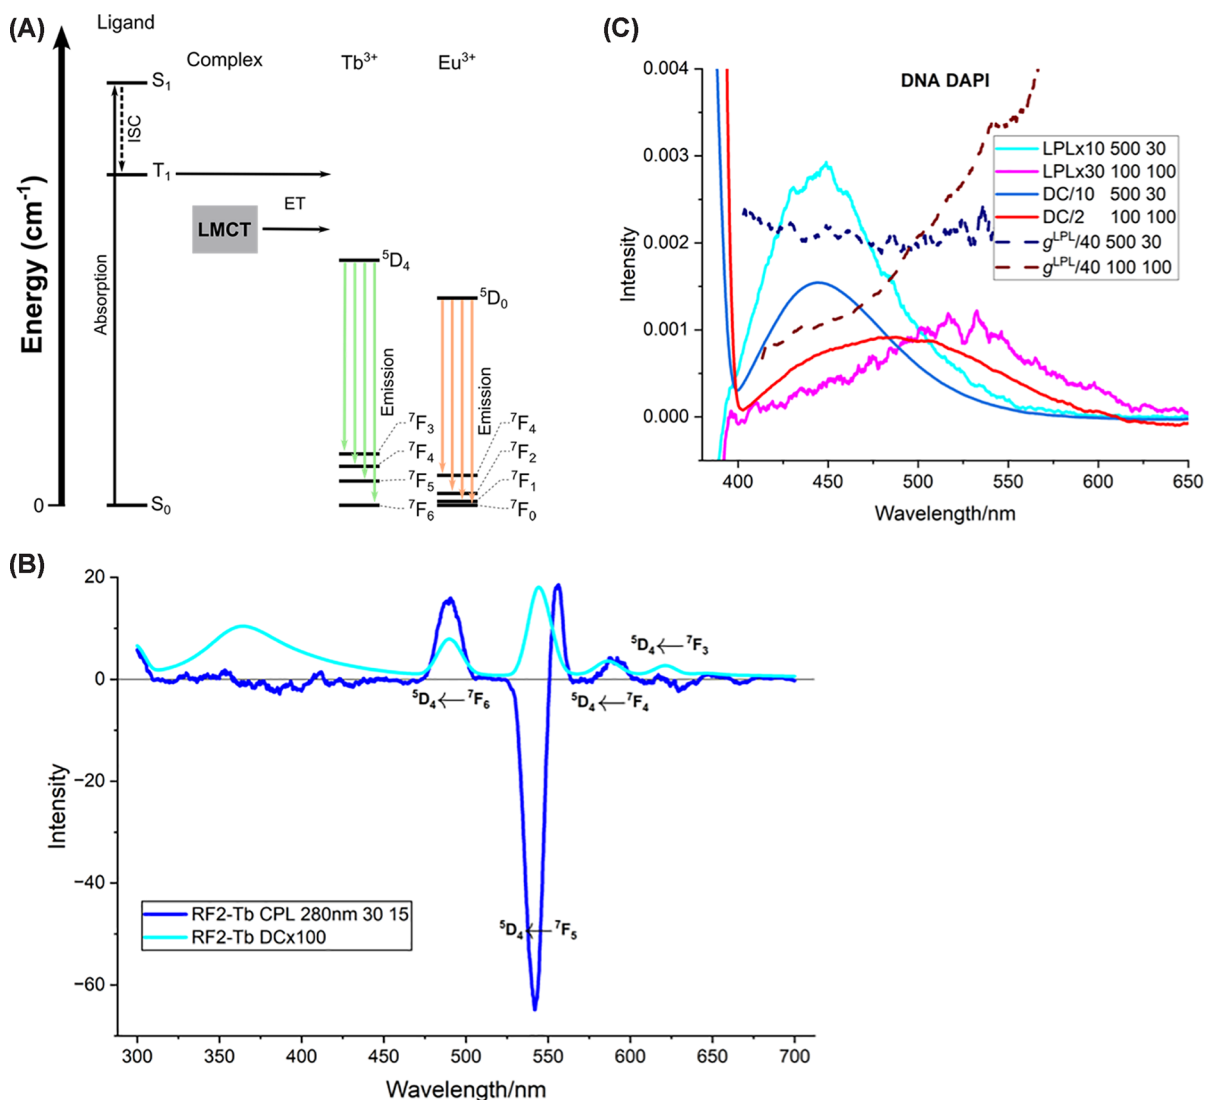 (A)
Ligand
Complex
Tb³⁺
Eu³⁺
Energy (cm⁻¹)
S₁
ISC
T₁
ET
LMCT
Absorption
⁵D₄
⁵D₀
Emission
Emission
⁷F₃
⁷F₄
⁷F₅
⁷F₆
⁷F₄
⁷F₂
⁷F₁
⁷F₀
0
S₀
(C)
DNA DAPI
LPLx10 500 30
LPLx30 100 100
DC/10 500 30
DC/2 100 100
gᴸᴾᴸ/40 500 30
gᴸᴾᴸ/40 100 100
Intensity
0.004
0.003
0.002
0.001
0.000
400 450 500 550 600 650
Wavelength/nm
(B)
20
0
−20
−40
−60
Intensity
⁵D₄←⁷F₆
⁵D₄←⁷F₃
⁵D₄←⁷F₄
⁵D₄←⁷F₅
RF2-Tb CPL 280nm 30 15
RF2-Tb DCx100
300 350 400 450 500 550 600 650 700
Wavelength/nm